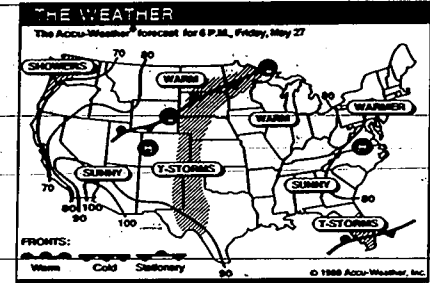 THE WEATHER
The Accu-Weather® forecast for 6 P.M., Friday, May 27
70
80
SHOWERS
WARM
80
WARMER
WARM
SUNNY
T-STORMS
SUNNY
70
80
100
90
100
80
T-STORMS
90
FRONTS:
Warm Cold Stationary
© 1988 Accu-Weather, Inc.